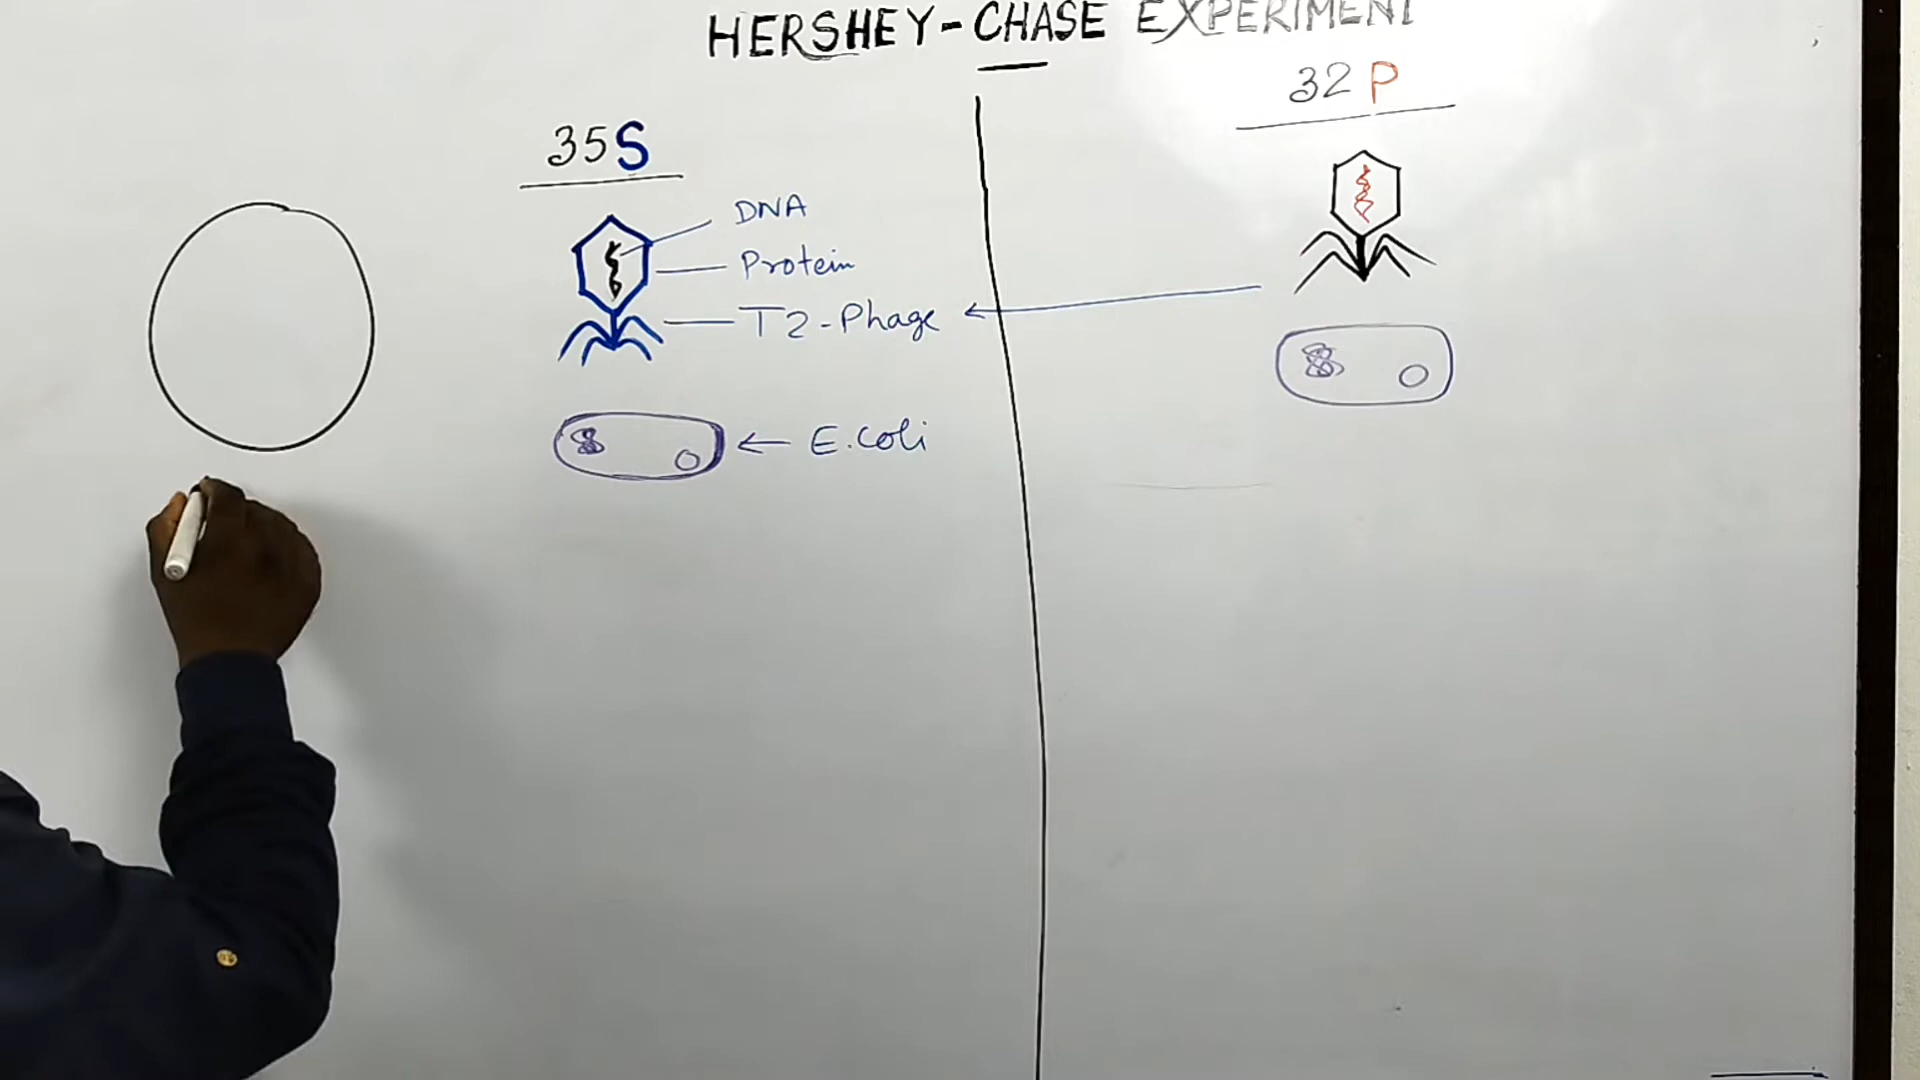 HERSHEY-CHASE EXPERIMENT
35S
DNA
Protein
T2-Phage
E.coli
32 P